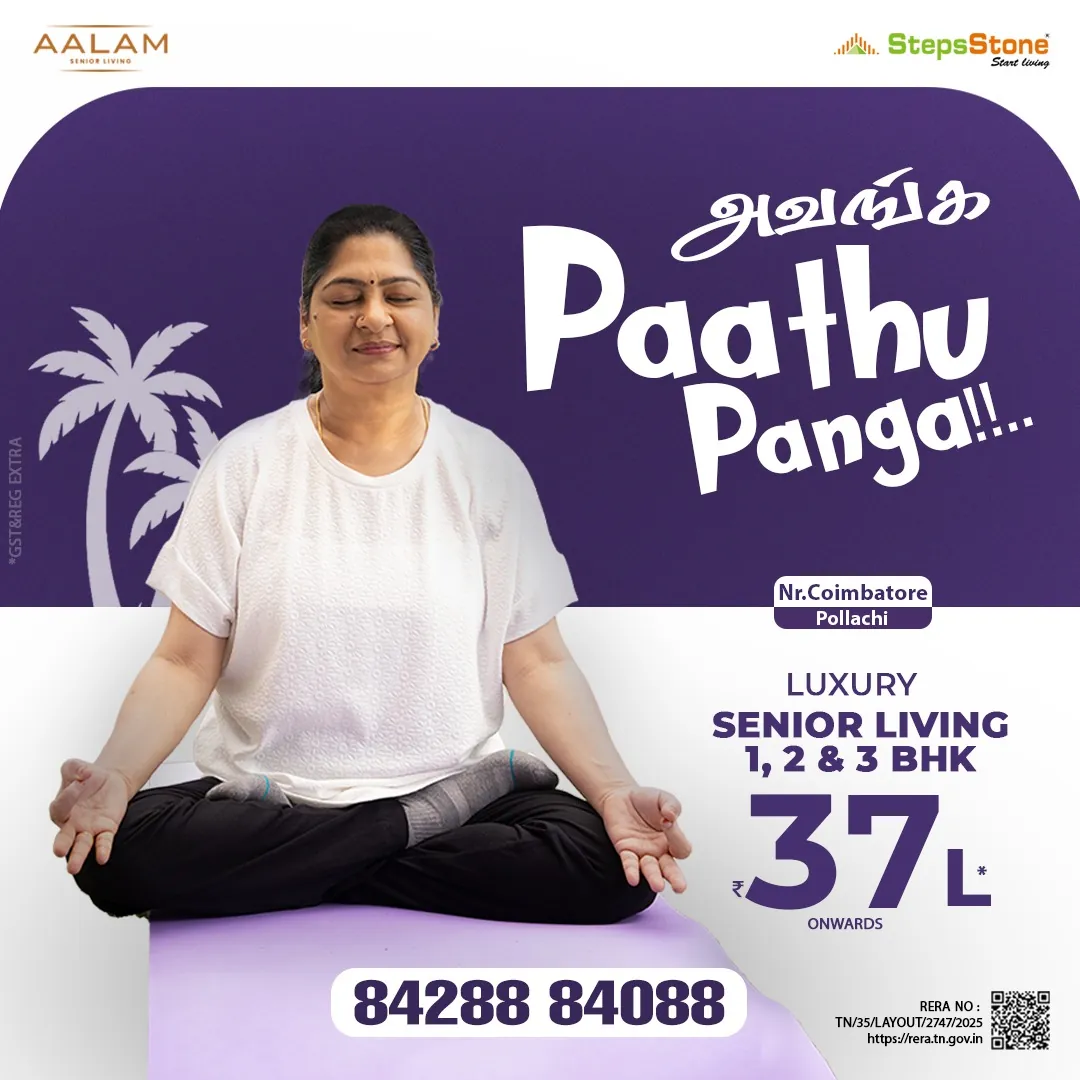 AALAM
SENIOR LIVING
StepsStone
Start living
அவங்க
Paathu
Panga!!..
*GST&REG EXTRA
Nr.Coimbatore
Pollachi
LUXURY
SENIOR LIVING
1, 2 & 3 BHK
₹37L*
ONWARDS
84288 84088
RERA NO :
TN/35/LAYOUT/2747/2025
https://rera.tn.gov.in